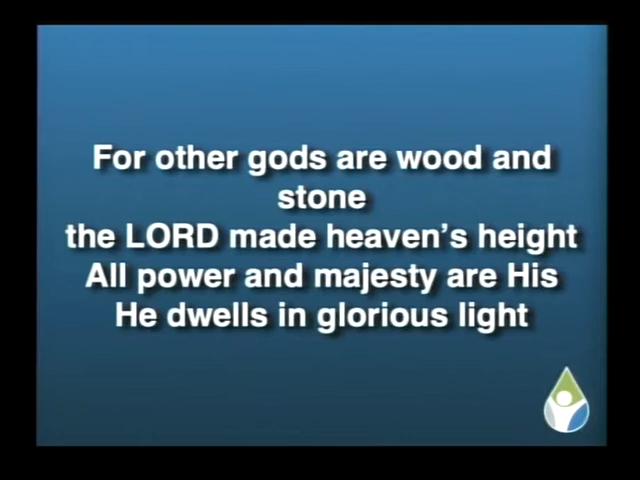 For other gods are wood and
stone
the LORD made heaven's height
All power and majesty are His
He dwells in glorious light